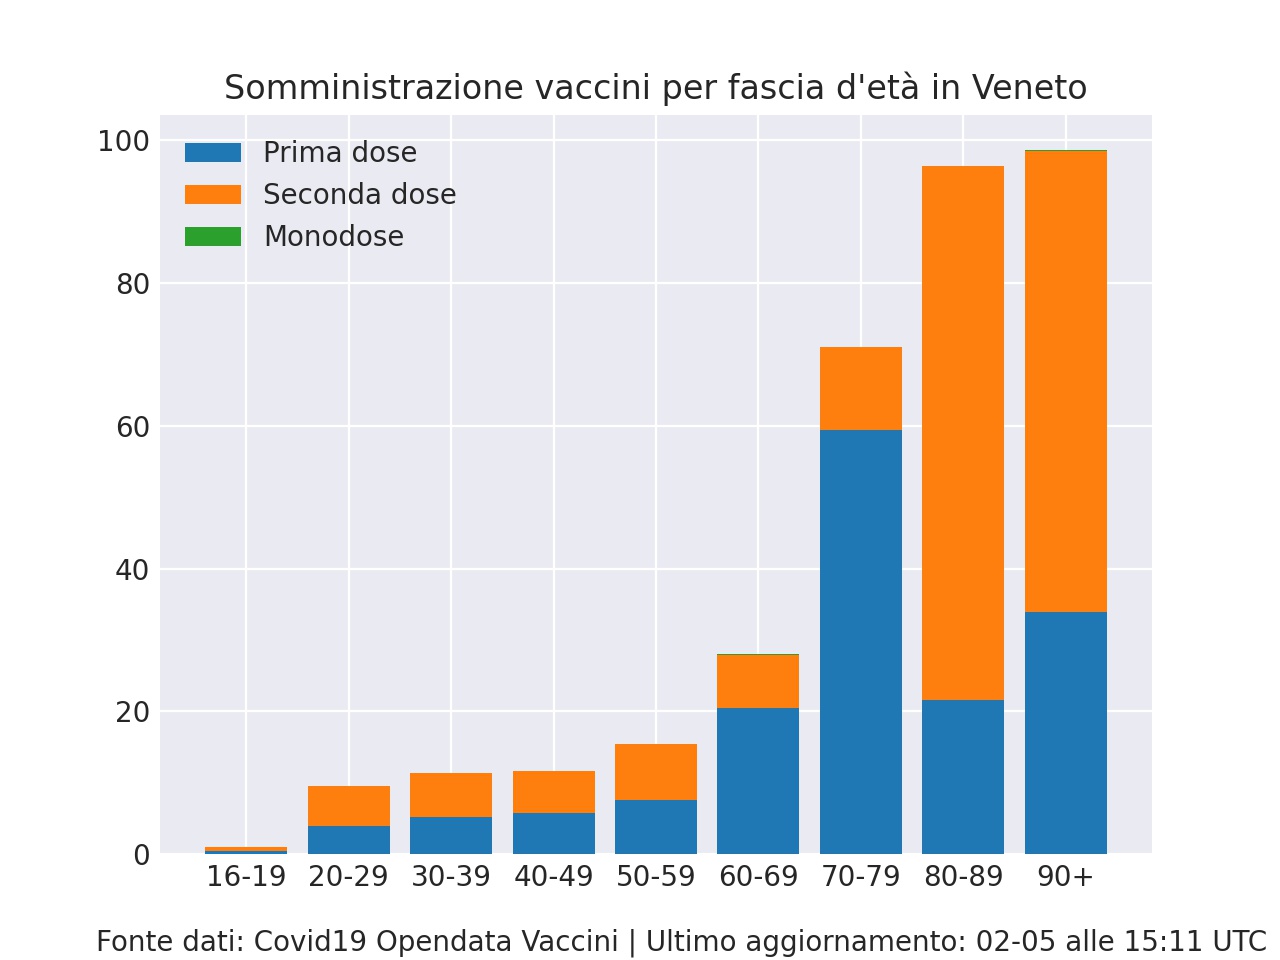 Somministrazione vaccini per fascia d'età in Veneto
100
80
60
40
20
0
Prima dose
Seconda dose
Monodose
16-19 20-29 30-39 40-49 50-59 60-69 70-79 80-89 90+
Fonte dati: Covid19 Opendata Vaccini | Ultimo aggiornamento: 02-05 alle 15:11 UTC